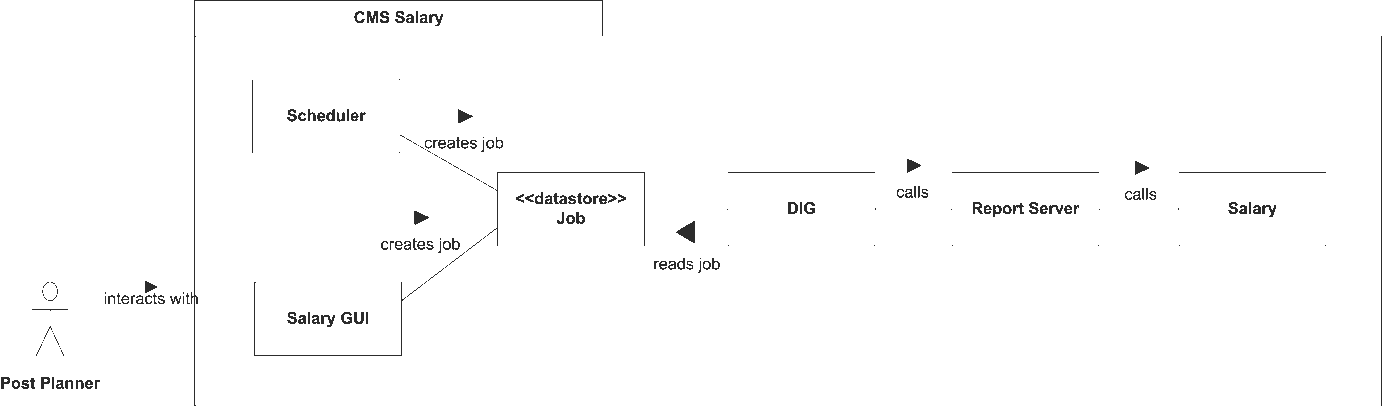 CMS Salary
Scheduler
creates job
<<datastore>>
Job
DIG
calls
Report Server
calls
Salary
creates job
reads job
interacts with
Salary GUI
Post Planner